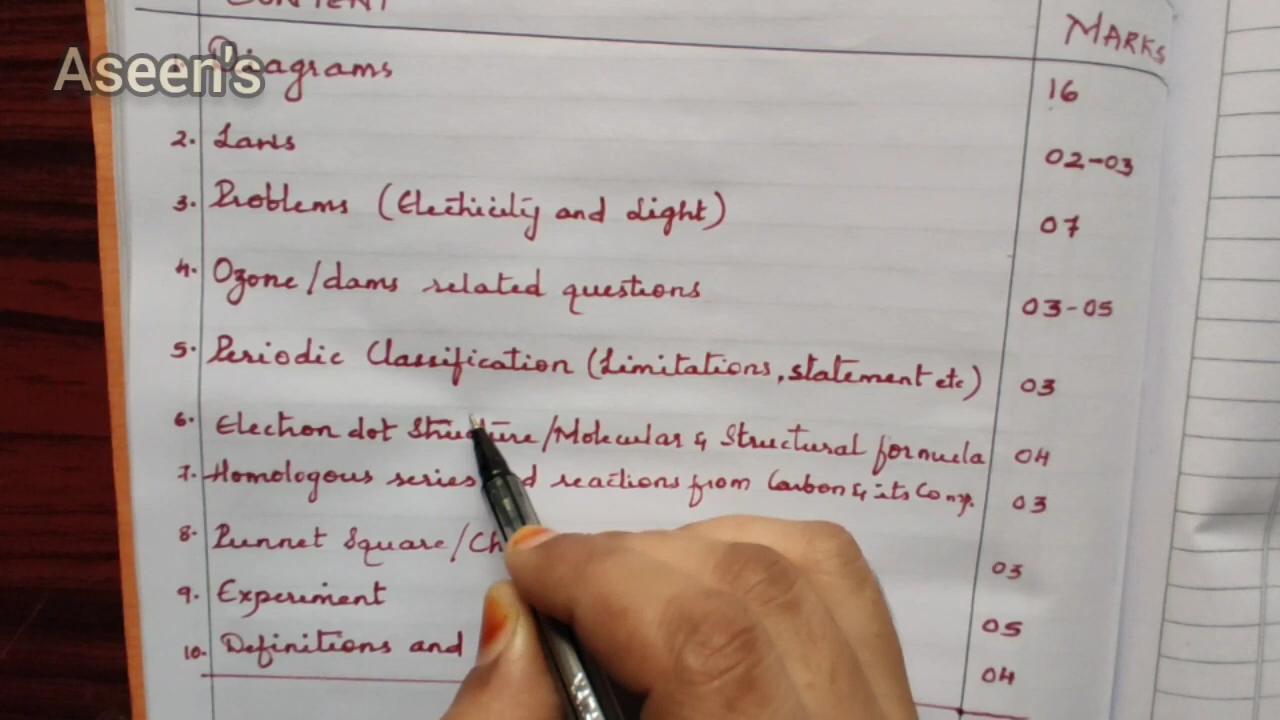 CONTENT MARKS
Aseen's
Diagrams 16
2. Laws 02-03
3. Problems (Electricity and Light) 07
4. Ozone/dams related questions 03-05
5. Periodic Classification (Limitations, statement etc) 03
6. Electron dot Structure/Molecular & Structural formula 04
7. Homologous series reactions from Carbon & its Comp. 03
8. Punnet Square/Ch 03
9. Experiment 05
10. Definitions and 04